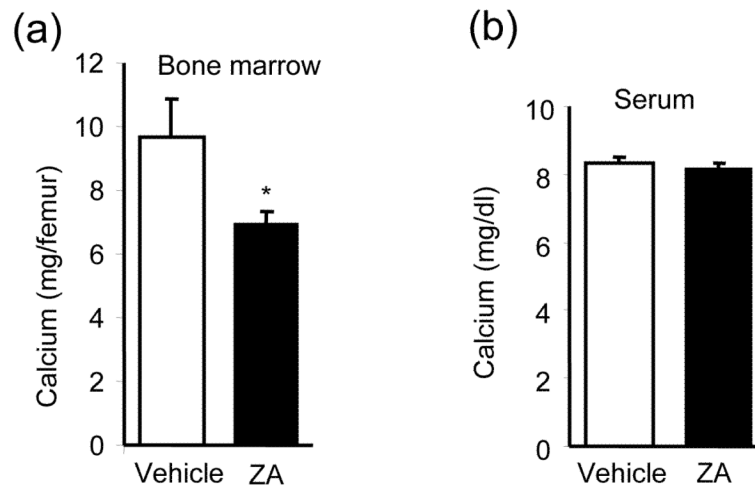 (a)
Bone marrow
Calcium (mg/femur)
12
10
8
6
4
2
0
*
Vehicle
ZA
(b)
Serum
Calcium (mg/dl)
10
8
6
4
2
0
Vehicle
ZA